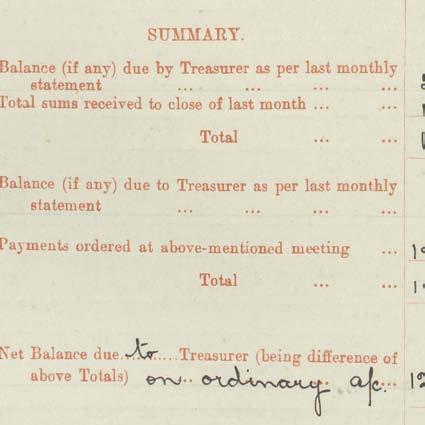 SUMMARY.
Balance (if any) due by Treasurer as per last monthly
statement ... ... ... ...
Total sums received to close of last month ... ...
Total ... ...
Balance (if any) due to Treasurer as per last monthly
statement ... ... ... ...
Payments ordered at above-mentioned meeting ...
Total ... ...
Net Balance due to Treasurer (being difference of
above Totals) on ordinary a/c.